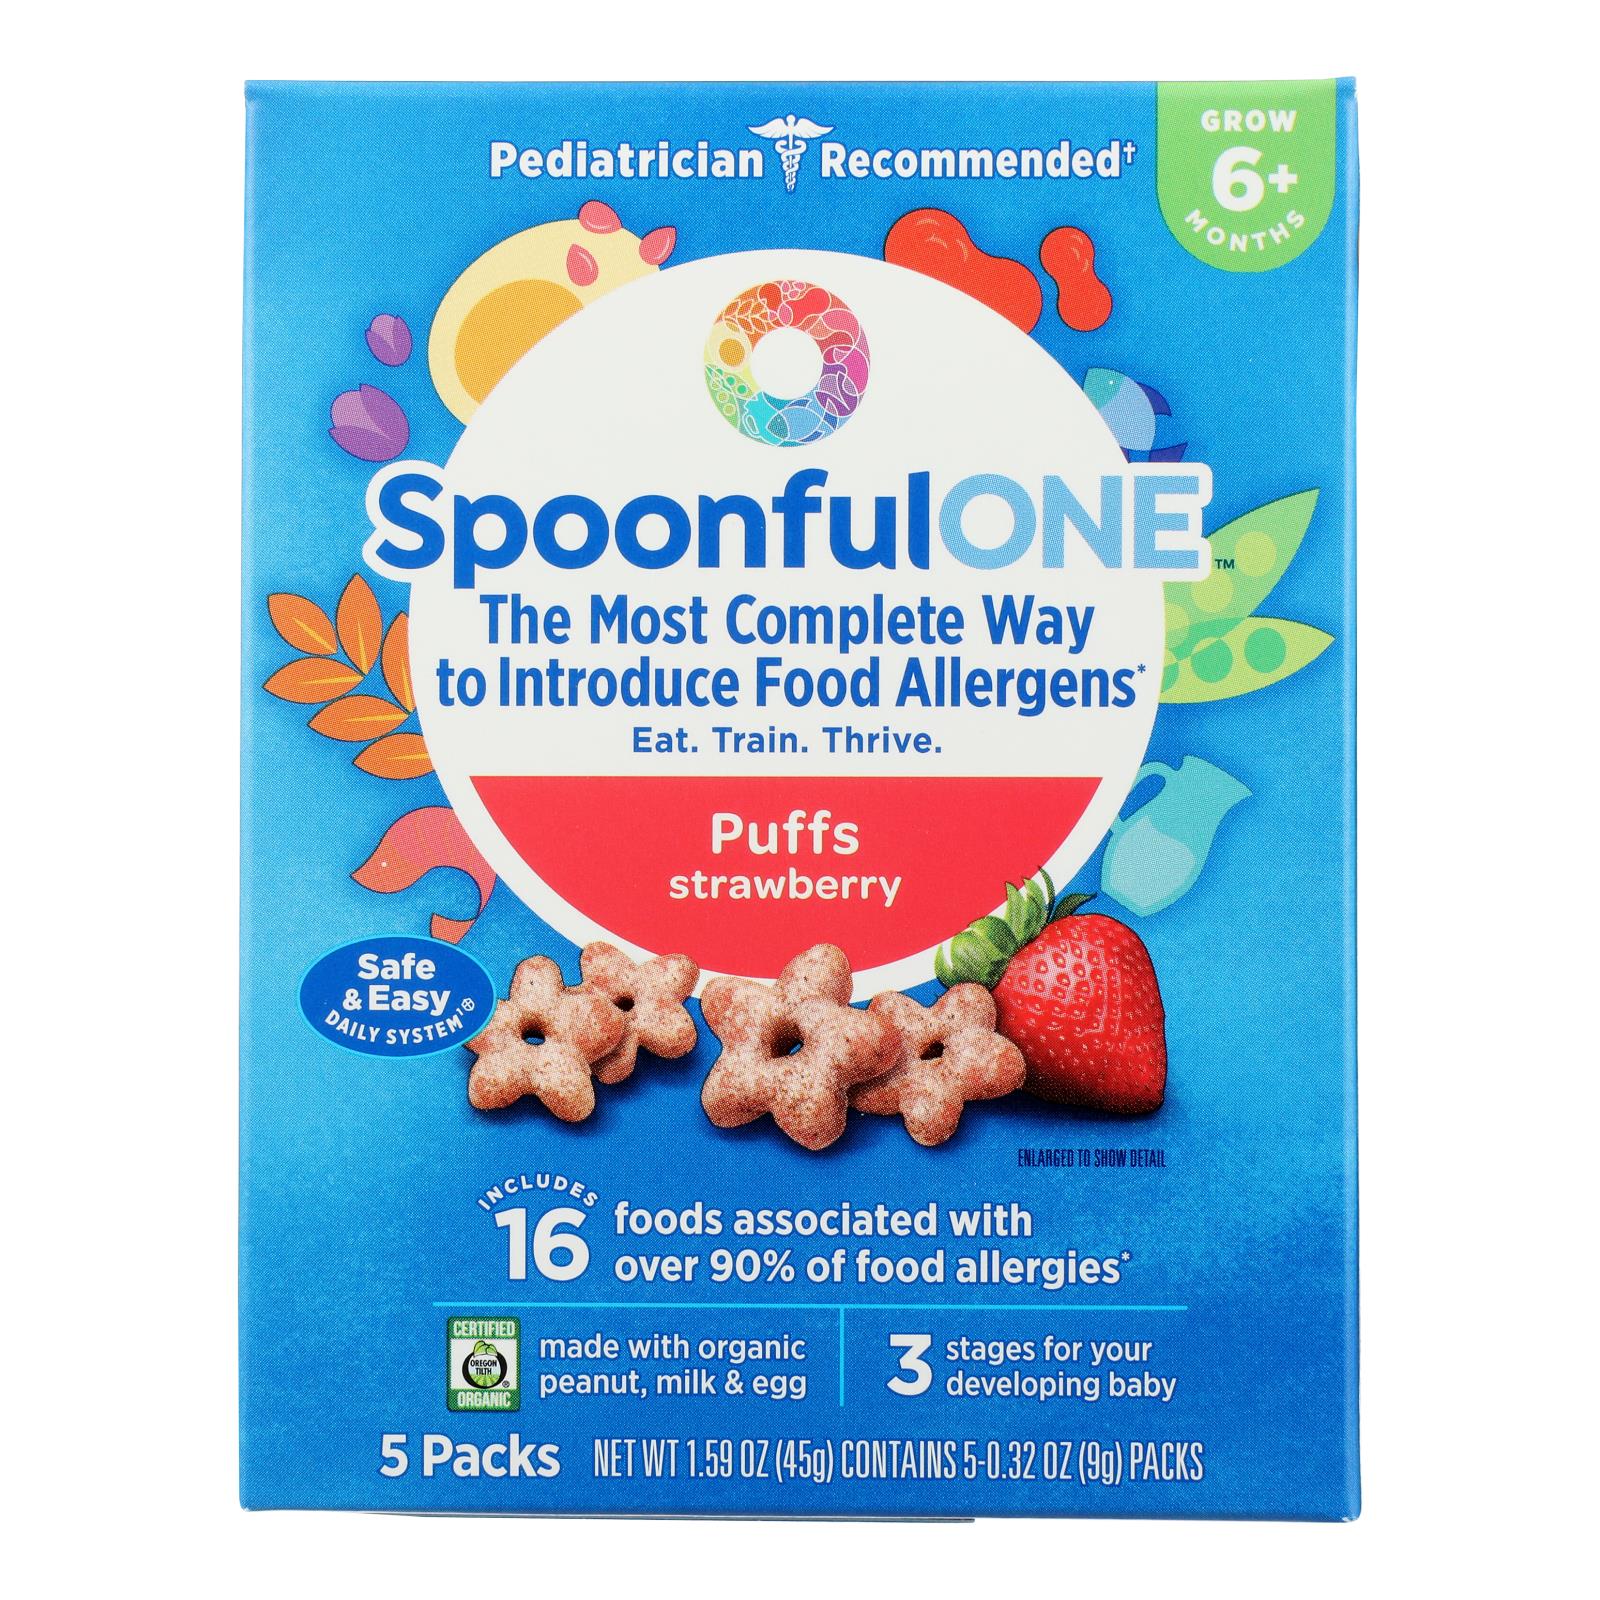 Pediatrician Recommended†
GROW
6+
MONTHS
SpoonfulONE™
The Most Complete Way
to Introduce Food Allergens*
Eat. Train. Thrive.
Puffs
strawberry
Safe
& Easy
DAILY SYSTEM¹⊕
ENLARGED TO SHOW DETAIL
INCLUDES
16
foods associated with
over 90% of food allergies*
CERTIFIED
OREGON
TILTH
®
ORGANIC
made with organic
peanut, milk & egg
3
stages for your
developing baby
5 Packs NET WT 1.59 OZ (45g) CONTAINS 5-0.32 OZ (9g) PACKS